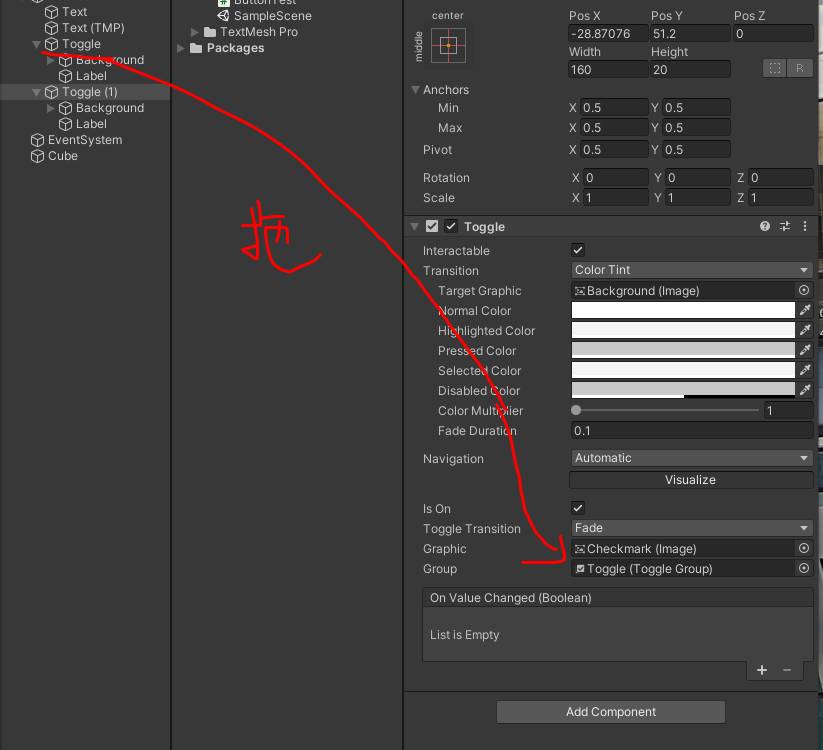 Text
Text (TMP)
Toggle
Background
Label
Toggle (1)
Background
Label
EventSystem
Cube
ButtonTest
SampleScene
TextMesh Pro
Packages
拖
center
middle
Pos X Pos Y Pos Z
-28.87076 51.2 0
Width Height
160 20
R
Anchors
Min X 0.5 Y 0.5
Max X 0.5 Y 0.5
Pivot X 0.5 Y 0.5
Rotation X 0 Y 0 Z 0
Scale X 1 Y 1 Z 1
Toggle
Interactable
Transition Color Tint
Target Graphic Background (Image)
Normal Color
Highlighted Color
Pressed Color
Selected Color
Disabled Color
Color Multiplier 1
Fade Duration 0.1
Navigation Automatic
Visualize
Is On
Toggle Transition Fade
Graphic Checkmark (Image)
Group Toggle (Toggle Group)
On Value Changed (Boolean)
List is Empty
Add Component